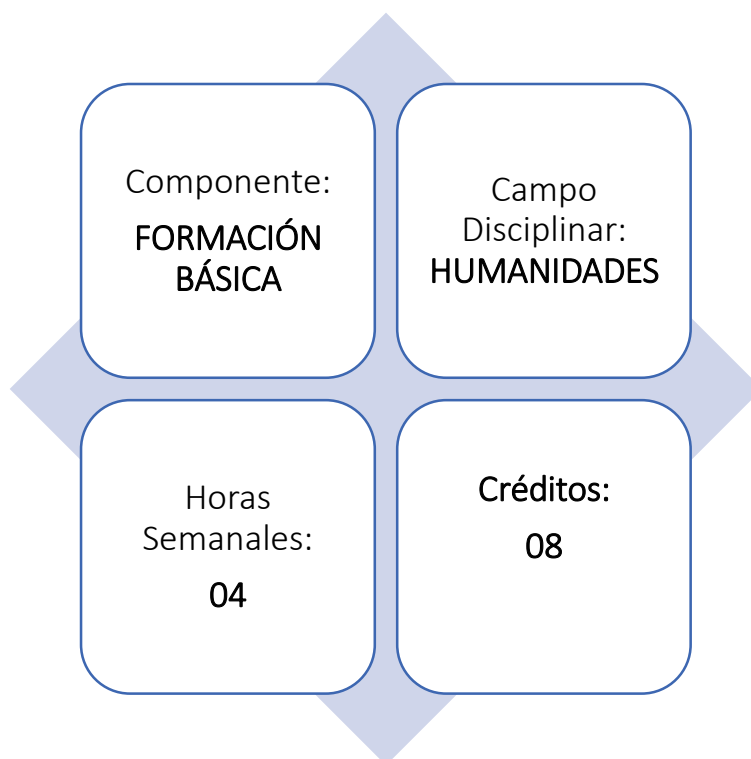 Componente:
FORMACIÓN
BÁSICA
Campo
Disciplinar:
HUMANIDADES
Horas
Semanales:
04
Créditos:
08